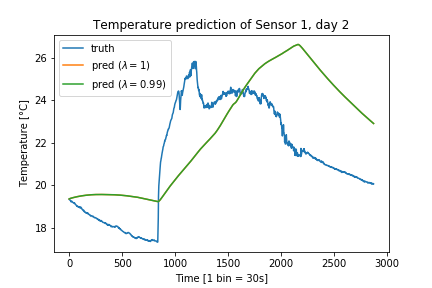 Temperature prediction of Sensor 1, day 2
truth
pred (λ = 1)
pred (λ = 0.99)
Temperature [°C]
26
24
22
20
18
0 500 1000 1500 2000 2500 3000
Time [1 bin = 30s]